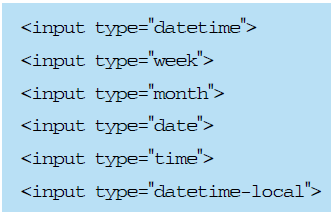 <input type="datetime">
<input type="week">
<input type="month">
<input type="date">
<input type="time">
<input type="datetime-local">